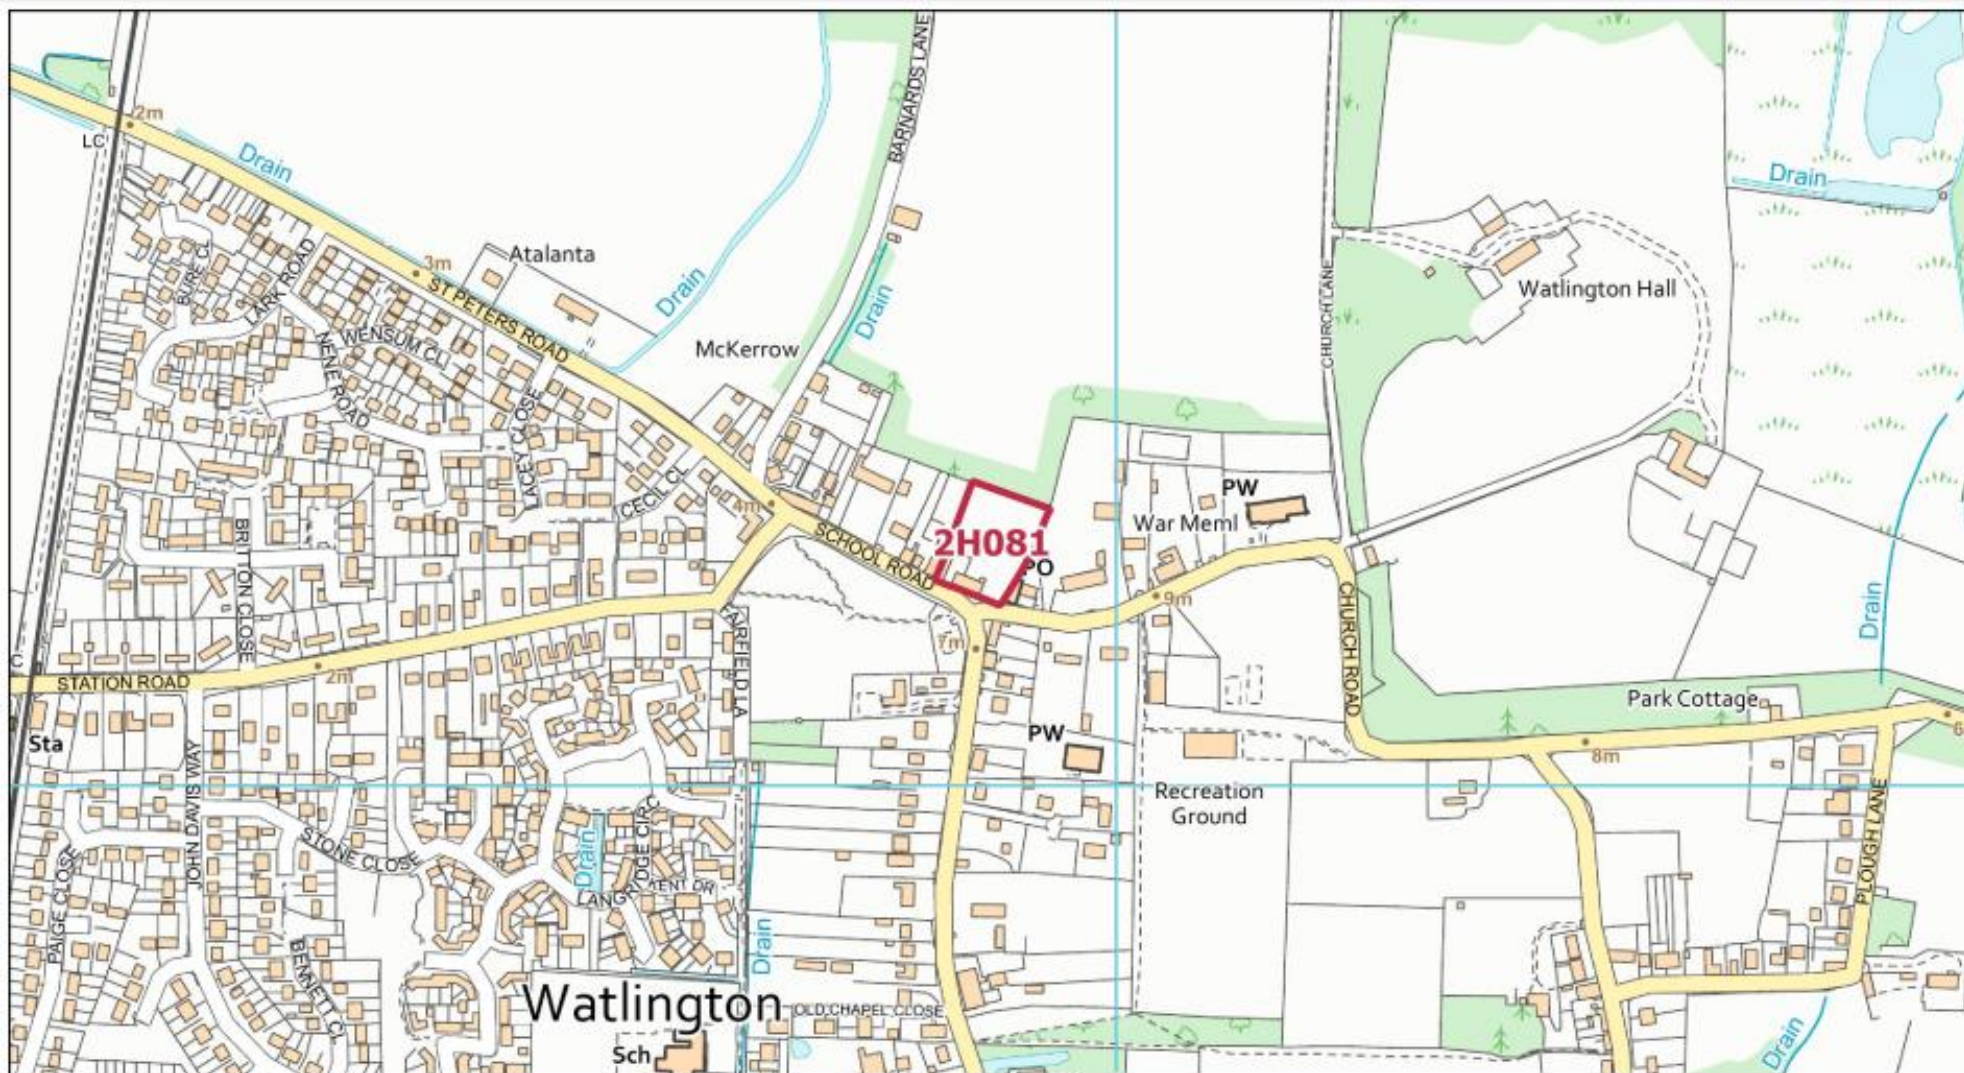 BARNARDS LANE
2m
LC
Drain
Drain
Atalanta
3m
BURE CL
LARK ROAD
ST PETERS ROAD
Drain
Drain
Watlington Hall
CHURCH LANE
WENSUM CL
NENE ROAD
McKerrow
LACEY CLOSE
CECIL CL
4m
PW
War Meml
SCHOOL ROAD
2H081
PO
BRITTON CLOSE
9m
Drain
FAIRFIELD LA
CHURCH ROAD
7m
STATION ROAD
2m
Park Cottage
Sta
PW
8m
6
JOHN DAVIS WAY
Recreation
Ground
PLOUGH LANE
STONE CLOSE
PAIGE CLOSE
Drain
LANGRIDGE CIRC
KENT DR
BENNETT CL
Drain
Watlington
OLD CHAPEL CLOSE
Sch
Drain